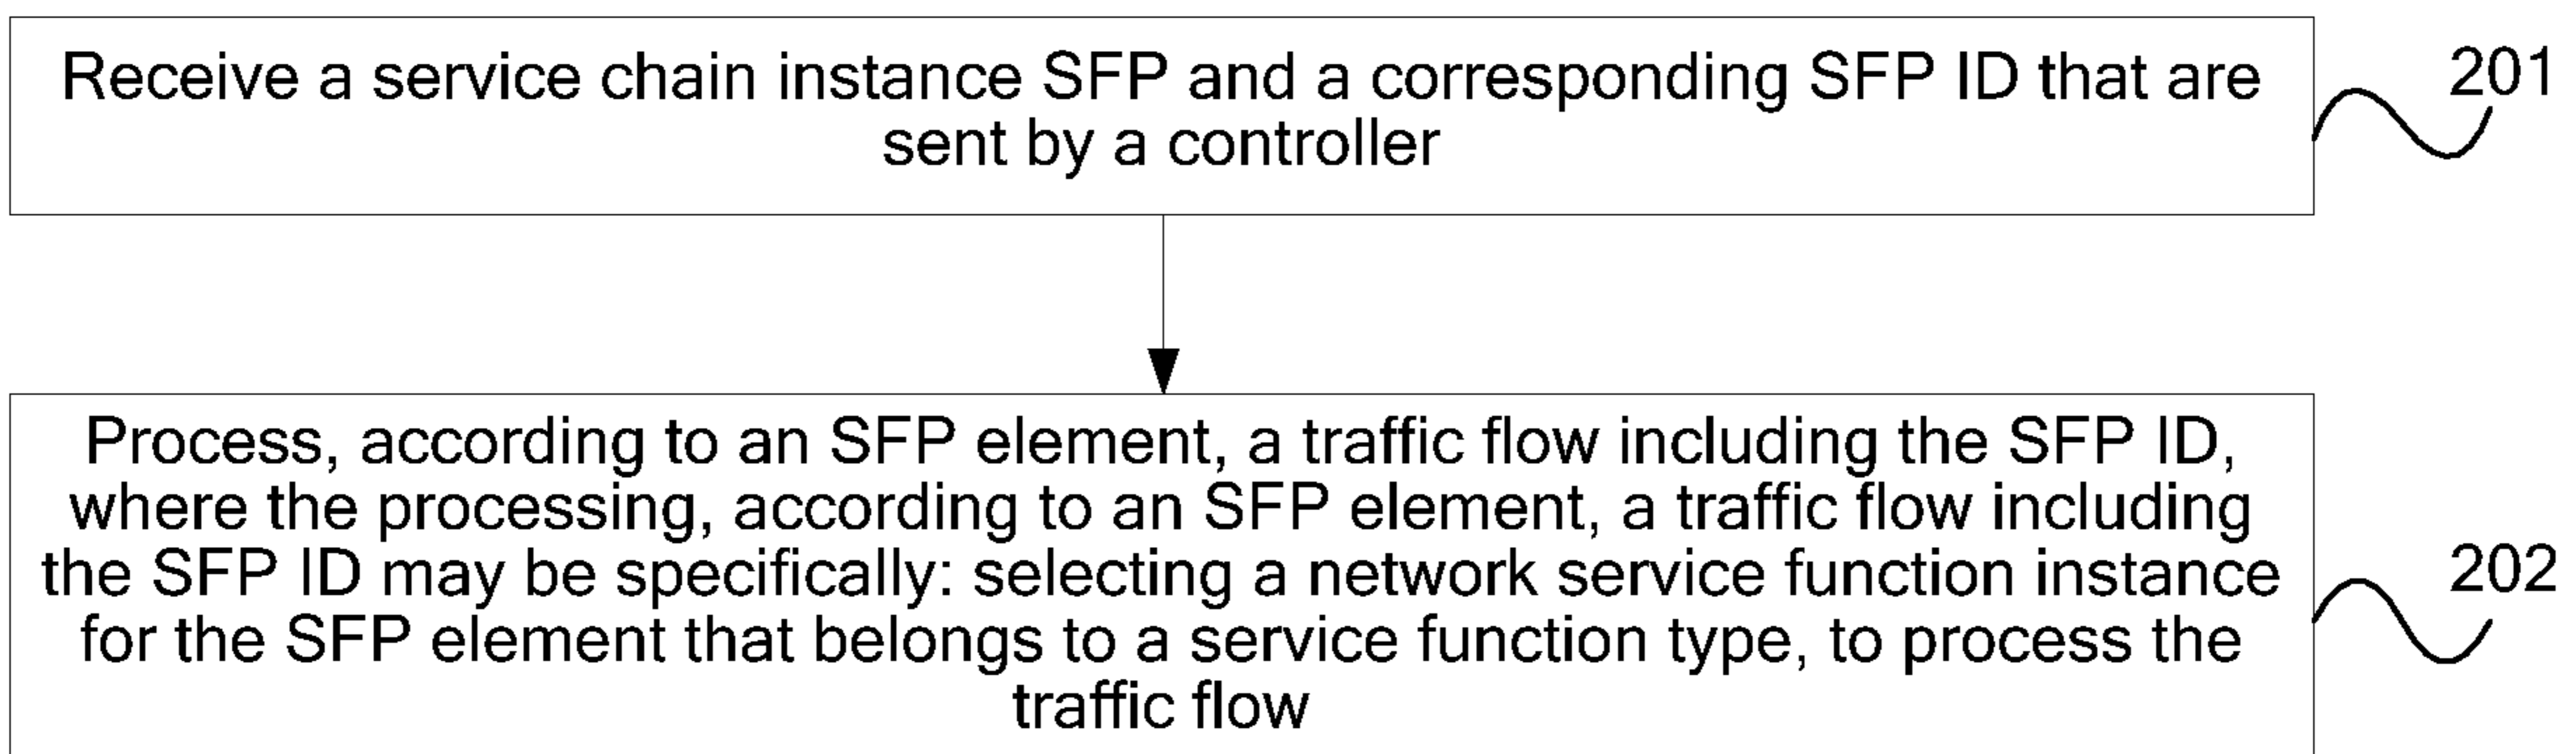 Receive a service chain instance SFP and a corresponding SFP ID that are
sent by a controller
201
Process, according to an SFP element, a traffic flow including the SFP ID,
where the processing, according to an SFP element, a traffic flow including
the SFP ID may be specifically: selecting a network service function instance
for the SFP element that belongs to a service function type, to process the
traffic flow
202